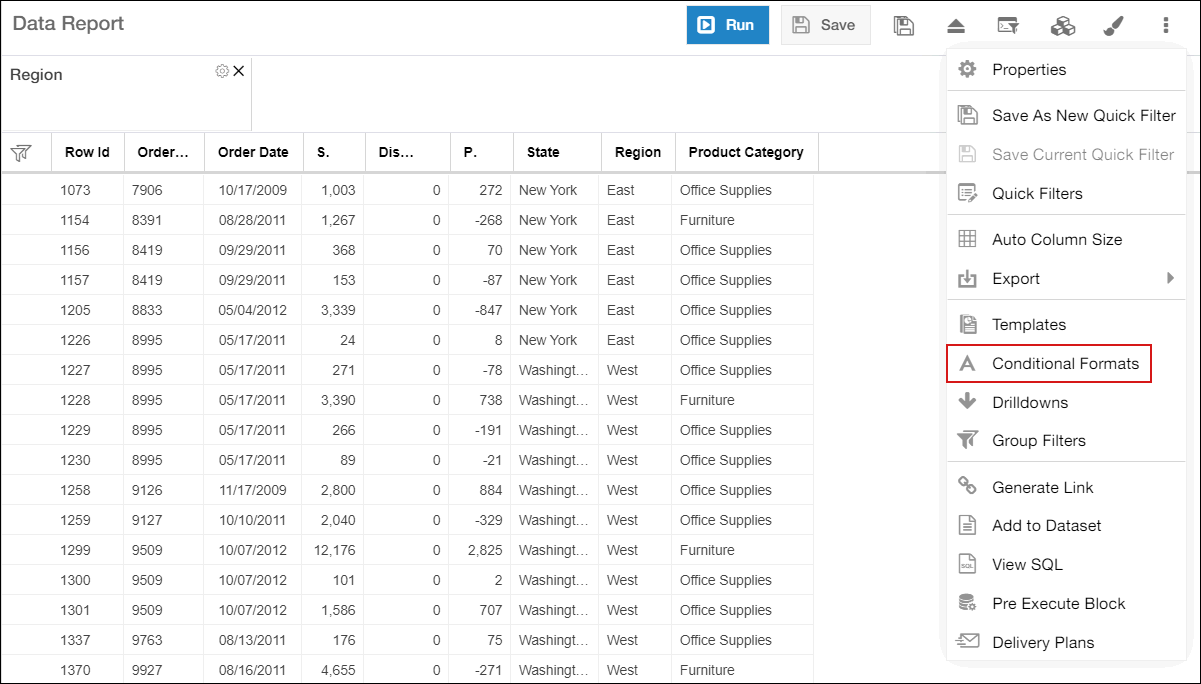 Data Report
Run
Save
Region
Row Id Order... Order Date S. Dis... P. State Region Product Category
1073 7906 10/17/2009 1,003 0 272 New York East Office Supplies
1154 8391 08/28/2011 1,267 0 -268 New York East Furniture
1156 8419 09/29/2011 368 0 70 New York East Office Supplies
1157 8419 09/29/2011 153 0 -87 New York East Office Supplies
1205 8833 05/04/2012 3,339 0 -847 New York East Office Supplies
1226 8995 05/17/2011 24 0 8 New York East Office Supplies
1227 8995 05/17/2011 271 0 -78 Washingt... West Office Supplies
1228 8995 05/17/2011 3,390 0 738 Washingt... West Furniture
1229 8995 05/17/2011 266 0 -191 Washingt... West Office Supplies
1230 8995 05/17/2011 89 0 -21 Washingt... West Office Supplies
1258 9126 11/17/2009 2,800 0 884 Washingt... West Office Supplies
1259 9127 10/10/2011 2,040 0 -329 Washingt... West Office Supplies
1299 9509 10/07/2012 12,176 0 2,825 Washingt... West Furniture
1300 9509 10/07/2012 101 0 2 Washingt... West Office Supplies
1301 9509 10/07/2012 1,586 0 707 Washingt... West Office Supplies
1337 9763 08/13/2011 176 0 75 Washingt... West Office Supplies
1370 9927 08/16/2011 4,655 0 -271 Washingt... West Furniture
Properties
Save As New Quick Filter
Save Current Quick Filter
Quick Filters
Auto Column Size
Export
Templates
Conditional Formats
Drilldowns
Group Filters
Generate Link
Add to Dataset
SQL View SQL
Pre Execute Block
Delivery Plans